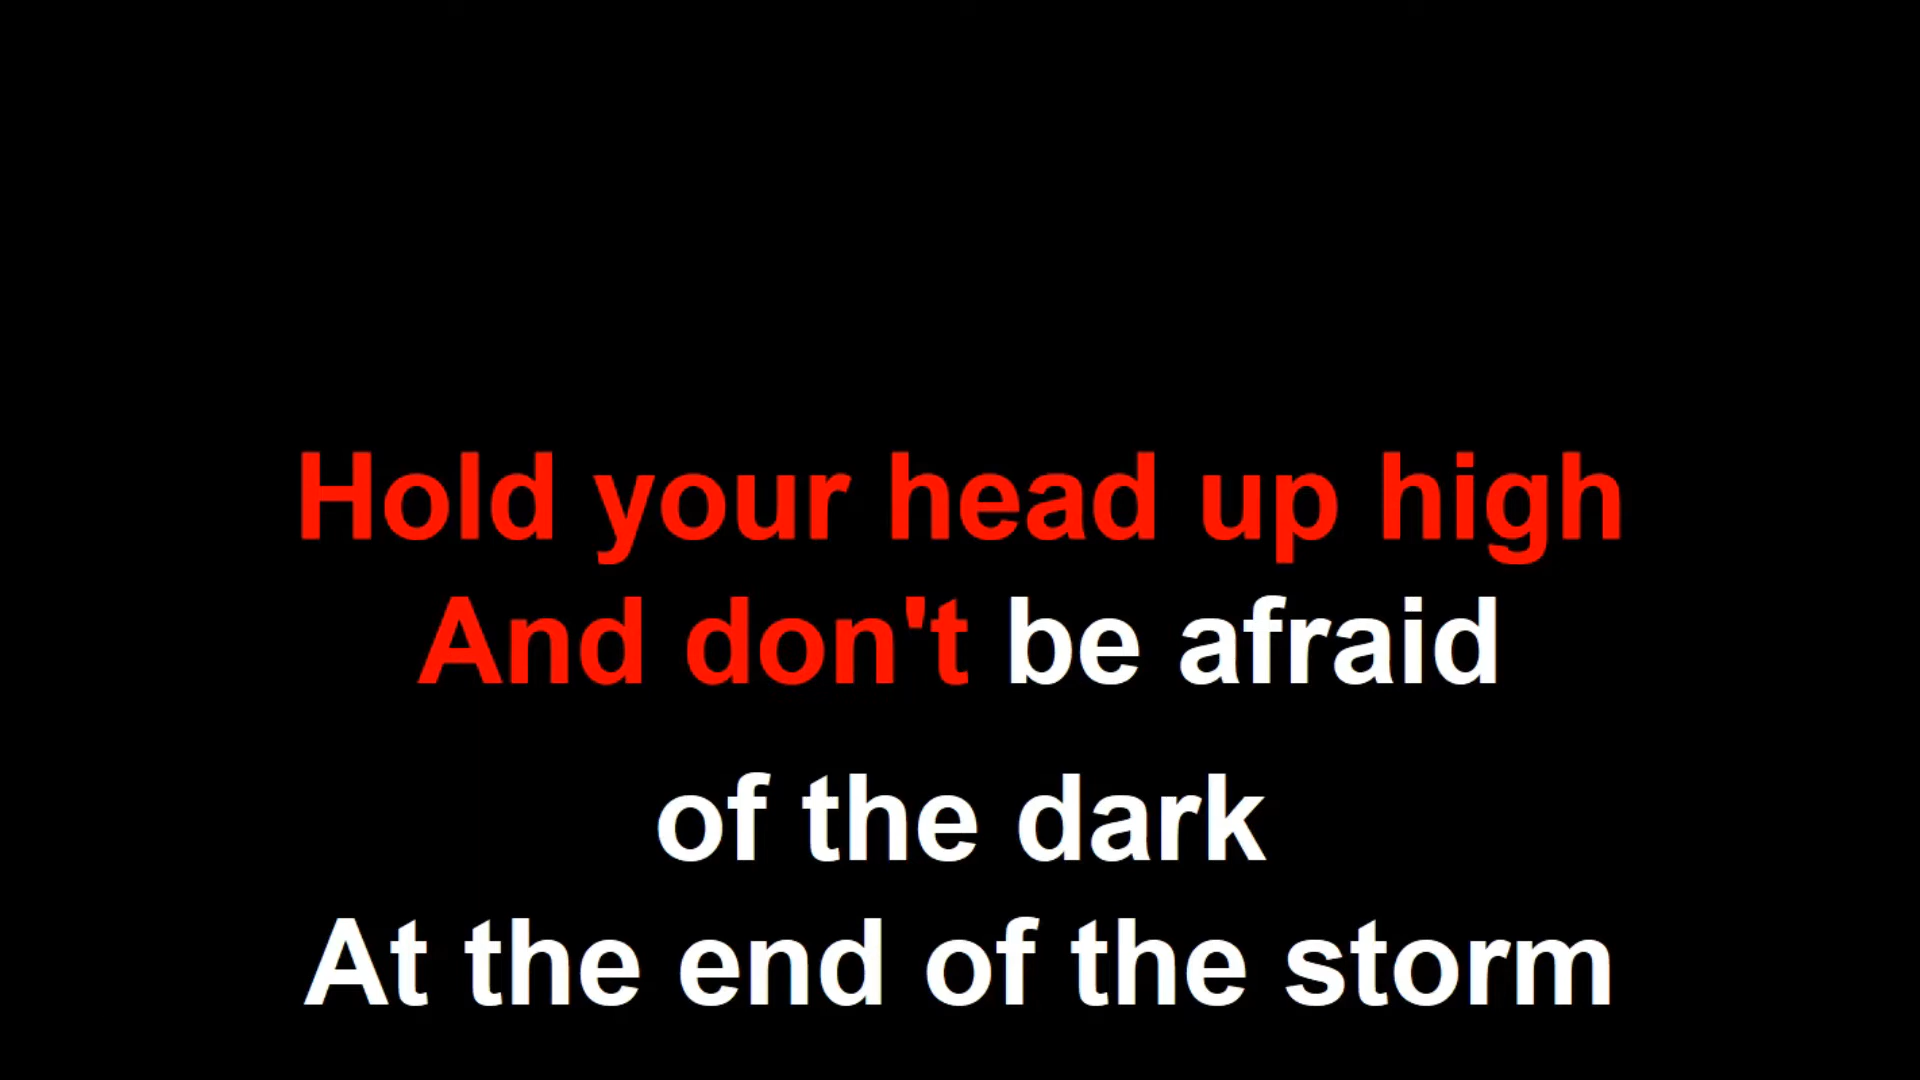 Hold your head up high
And don't be afraid
of the dark
At the end of the storm